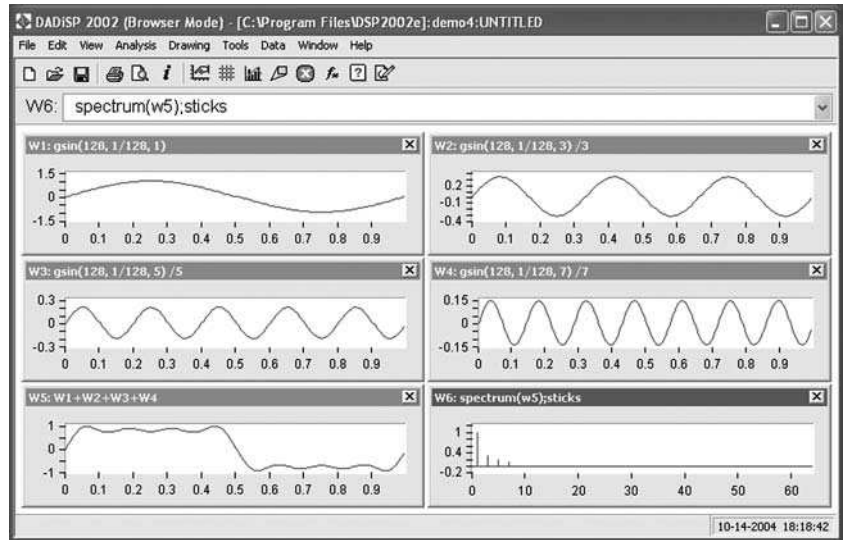 DADiSP 2002 (Browser Mode) - [C:\Program Files\DSP2002e]:demo4:UNTITLED
File Edit View Analysis Drawing Tools Data Window Help
W6: spectrum(w5);sticks
W1: gsin(128, 1/128, 1)
1.5
0
-1.5
0 0.1 0.2 0.3 0.4 0.5 0.6 0.7 0.8 0.9
W2: gsin(128, 1/128, 3) /3
0.2
-0.1
-0.4
0 0.1 0.2 0.3 0.4 0.5 0.6 0.7 0.8 0.9
W3: gsin(128, 1/128, 5) /5
0.3
0
-0.3
0 0.1 0.2 0.3 0.4 0.5 0.6 0.7 0.8 0.9
W4: gsin(128, 1/128, 7) /7
0.15
0
-0.15
0 0.1 0.2 0.3 0.4 0.5 0.6 0.7 0.8 0.9
W5: W1+W2+W3+W4
1
0
-1
0 0.1 0.2 0.3 0.4 0.5 0.6 0.7 0.8 0.9
W6: spectrum(w5);sticks
1
0.4
-0.2
0 10 20 30 40 50 60
10-14-2004 18:18:42